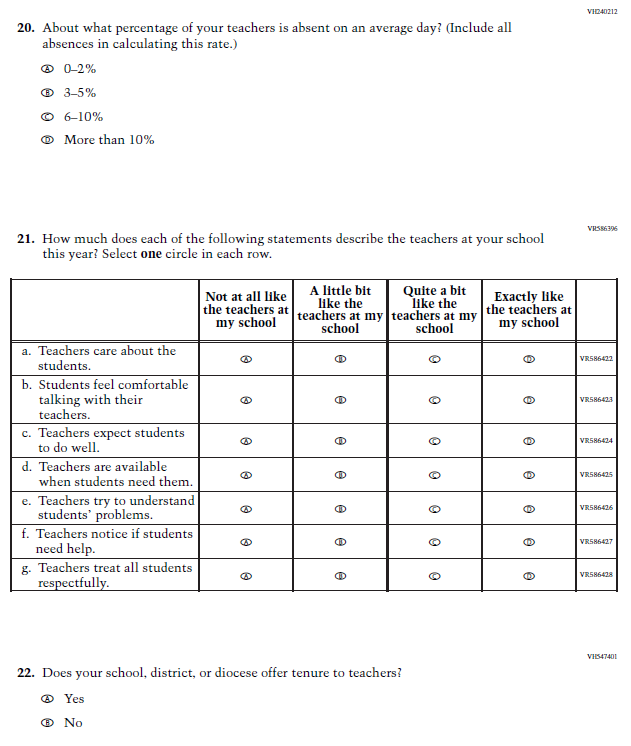 VH240212
20. About what percentage of your teachers is absent on an average day? (Include all
absences in calculating this rate.)
Ⓐ 0–2%
Ⓑ 3–5%
Ⓒ 6–10%
Ⓓ More than 10%
VR586396
21. How much does each of the following statements describe the teachers at your school
this year? Select one circle in each row.
Not at all like
the teachers at
my school
A little bit
like the
teachers at my
school
Quite a bit
like the
teachers at my
school
Exactly like
the teachers at
my school
a. Teachers care about the
students.
Ⓐ Ⓑ Ⓒ Ⓓ VR586422
b. Students feel comfortable
talking with their
teachers.
Ⓐ Ⓑ Ⓒ Ⓓ VR586423
c. Teachers expect students
to do well.
Ⓐ Ⓑ Ⓒ Ⓓ VR586424
d. Teachers are available
when students need them.
Ⓐ Ⓑ Ⓒ Ⓓ VR586425
e. Teachers try to understand
students’ problems.
Ⓐ Ⓑ Ⓒ Ⓓ VR586426
f. Teachers notice if students
need help.
Ⓐ Ⓑ Ⓒ Ⓓ VR586427
g. Teachers treat all students
respectfully.
Ⓐ Ⓑ Ⓒ Ⓓ VR586428
VH547401
22. Does your school, district, or diocese offer tenure to teachers?
Ⓐ Yes
Ⓑ No